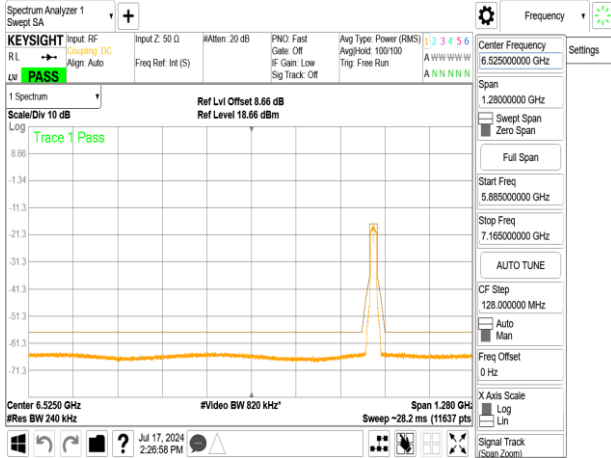 Spectrum Analyzer 1
Swept SA
+
Frequency
KEYSIGHT
RL
LXI
PASS
Input: RF
Coupling: DC
Align: Auto
Input Z: 50 Ω
Freq Ref: Int (S)
#Atten: 20 dB
PNO: Fast
Gate: Off
IF Gain: Low
Sig Track: Off
Avg Type: Power (RMS)
Avg|Hold: 100/100
Trig: Free Run
1 2 3 4 5 6
A W W W W W
A N N N N N
Center Frequency
6.525000000 GHz
Settings
Span
1.28000000 GHz
Swept Span
Zero Span
Full Span
Start Freq
5.885000000 GHz
Stop Freq
7.165000000 GHz
AUTO TUNE
CF Step
128.000000 MHz
Auto
Man
Freq Offset
0 Hz
X Axis Scale
Log
Lin
Signal Track
(Span Zoom)
1 Spectrum
Scale/Div 10 dB
Log
Ref Lvl Offset 8.66 dB
Ref Level 18.66 dBm
Trace 1 Pass
8.66
-1.34
-11.3
-21.3
-31.3
-41.3
-51.3
-61.3
-71.3
Center 6.5250 GHz
#Res BW 240 kHz
#Video BW 820 kHz*
Span 1.280 GHz
Sweep ~28.2 ms (11637 pts
Jul 17, 2024
2:26:58 PM
?